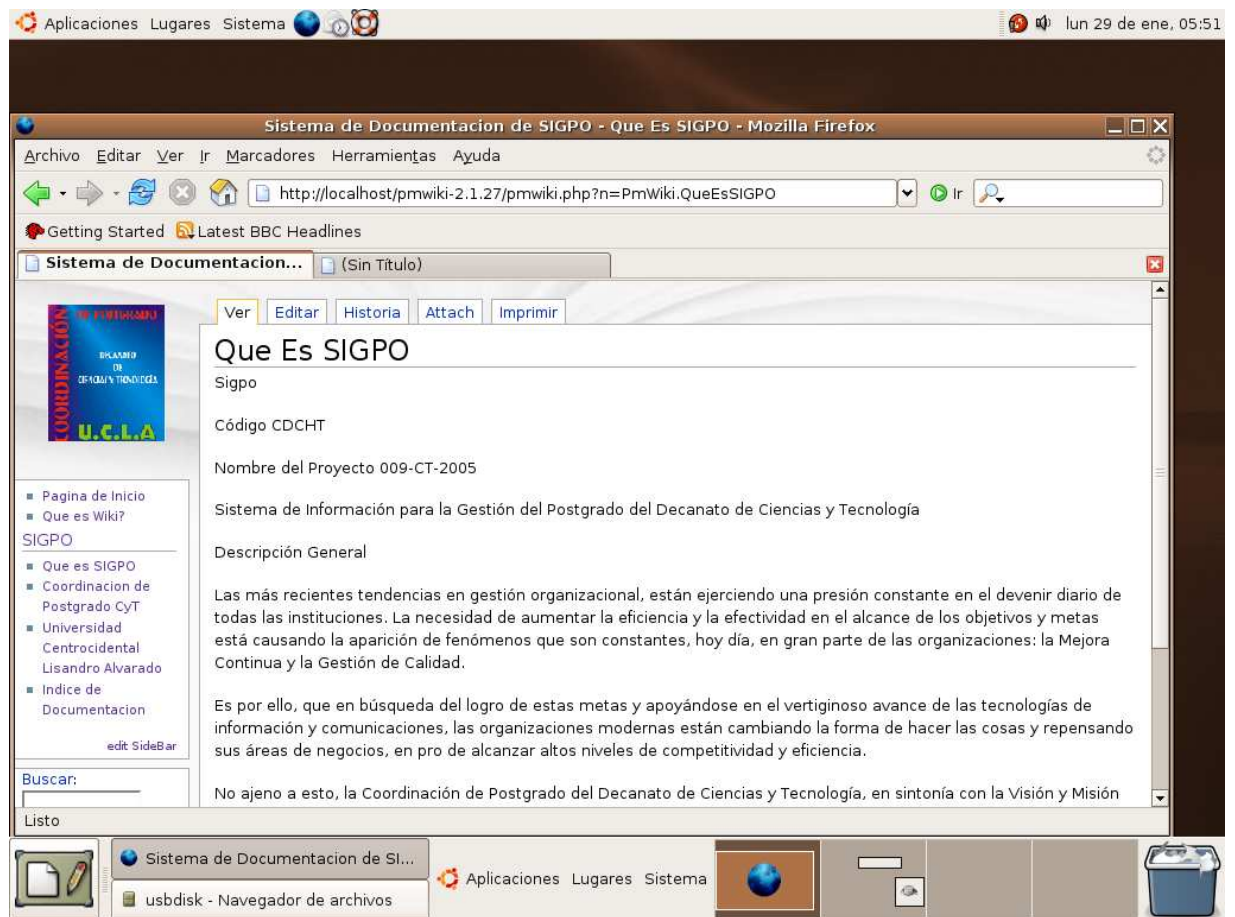 Aplicaciones Lugares Sistema
lun 29 de ene, 05:51
Sistema de Documentacion de SIGPO - Que Es SIGPO - Mozilla Firefox
Archivo Editar Ver Ir Marcadores Herramientas Ayuda
http://localhost/pmwiki-2.1.27/pmwiki.php?n=PmWiki.QueEsSIGPO
Ir
Getting Started Latest BBC Headlines
Sistema de Documentacion...
(Sin Título)
COORDINACIÓN
DE POSTGRADO
DECANATO
DE
CIENCIAS Y TECNOLOGÍA
U.C.L.A
Pagina de Inicio
Que es Wiki?
SIGPO
Que es SIGPO
Coordinacion de
Postgrado CyT
Universidad
Centrocidental
Lisandro Alvarado
Indice de
Documentacion
edit SideBar
Buscar:
Ver Editar Historia Attach Imprimir
Que Es SIGPO
Sigpo
Código CDCHT
Nombre del Proyecto 009-CT-2005
Sistema de Información para la Gestión del Postgrado del Decanato de Ciencias y Tecnología
Descripción General
Las más recientes tendencias en gestión organizacional, están ejerciendo una presión constante en el devenir diario de
todas las instituciones. La necesidad de aumentar la eficiencia y la efectividad en el alcance de los objetivos y metas
está causando la aparición de fenómenos que son constantes, hoy día, en gran parte de las organizaciones: la Mejora
Continua y la Gestión de Calidad.
Es por ello, que en búsqueda del logro de estas metas y apoyándose en el vertiginoso avance de las tecnologías de
información y comunicaciones, las organizaciones modernas están cambiando la forma de hacer las cosas y repensando
sus áreas de negocios, en pro de alcanzar altos niveles de competitividad y eficiencia.
No ajeno a esto, la Coordinación de Postgrado del Decanato de Ciencias y Tecnología, en sintonía con la Visión y Misión
Listo
Sistema de Documentacion de SI...
usbdisk - Navegador de archivos
Aplicaciones Lugares Sistema